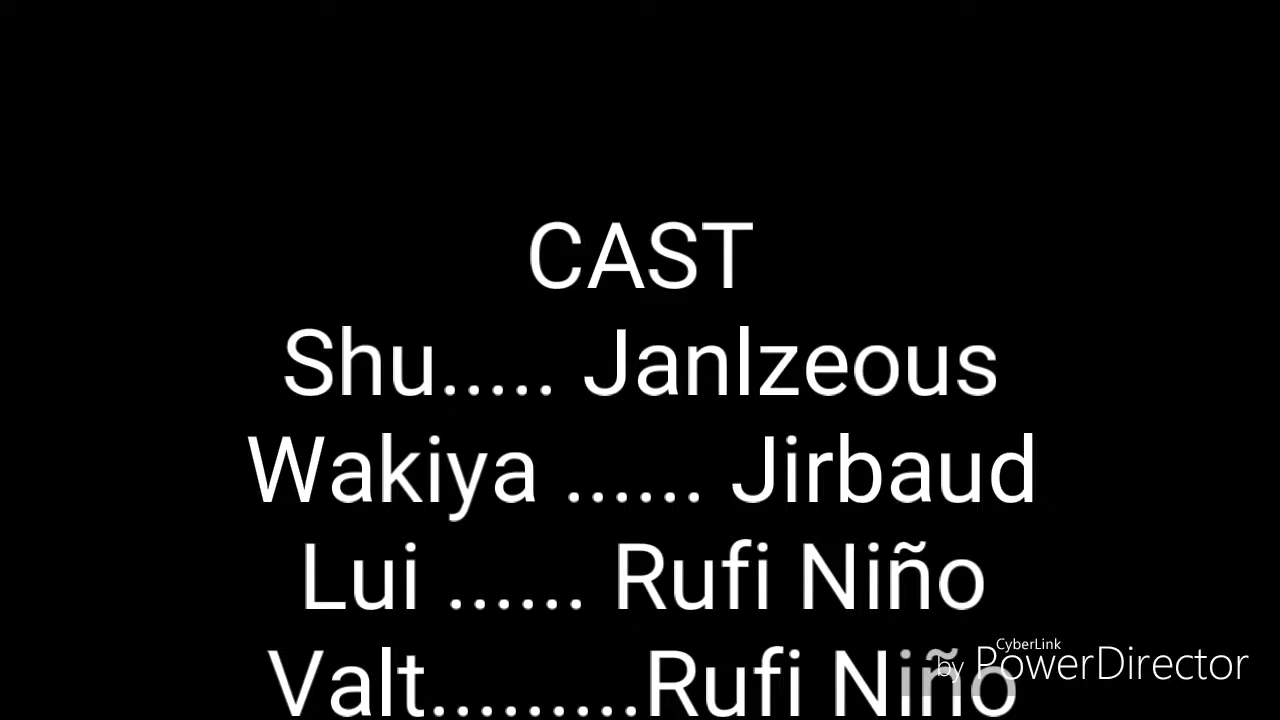 CAST
Shu..... Janlzeous
Wakiya ...... Jirbaud
Lui ...... Rufi Niño
Valt.........Rufi Niño
CyberLink
by PowerDirector